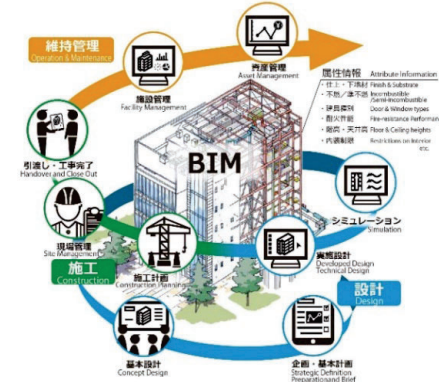 維持管理
Operation & Maintenance
資産管理
Asset Management
施設管理
Facility Management
属性情報 Attribute Information
・仕上・下地材 Finish & Substrate
・不燃／準不燃 Incombustible
/Semi-Incombustible
・建具種別 Door & Window types
・耐火性能 Fire-resistance Performan
・床高・天井高 Floor & Ceiling heights
・内装制限 Restrictions on Interior
etc.
BIM
引渡し・工事完了
Handover and Close Out
シミュレーション
Simulation
現場管理
Site Management
施工計画
Construction Planning
実施設計
Developed Design
Technical Design
施工
Construction
設計
Design
基本設計
Concept Design
企画・基本計画
Strategic Definition
Preparation and Brief